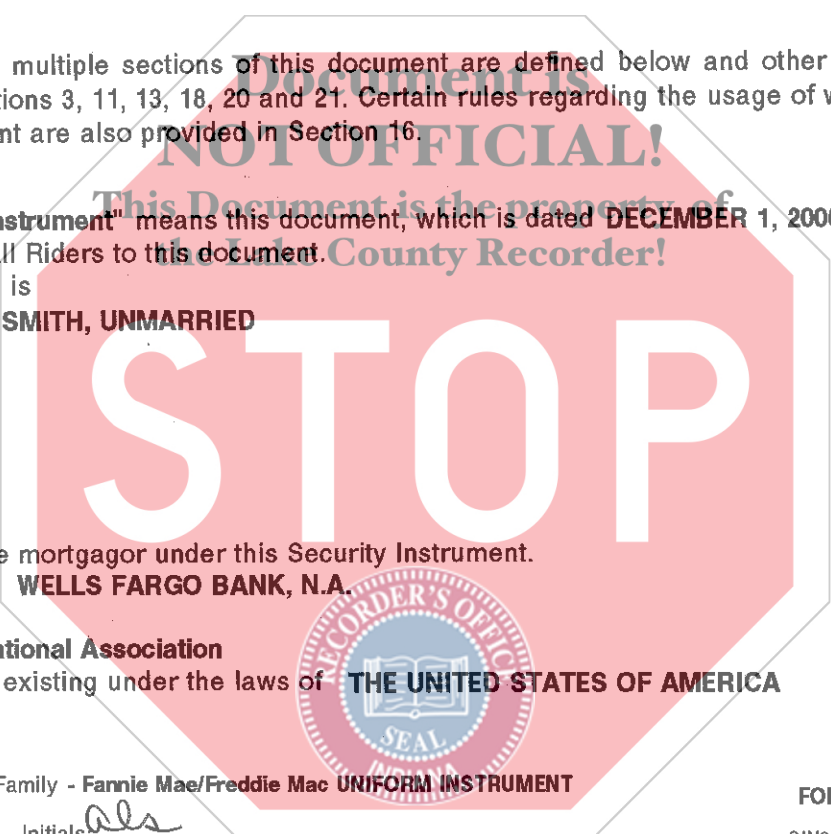 multiple sections of this document are defined below and other
tions 3, 11, 13, 18, 20 and 21. Certain rules regarding the usage of
nt are also provided in Section 16.
Document is
NOT OFFICIAL!
This Document is the property of
the Lake County Recorder!
nstrument" means this document, which is dated DECEMBER 1, 200
ll Riders to this document.
is
SMITH, UNMARRIED
STOP
e mortgagor under this Security Instrument.
WELLS FARGO BANK, N.A.
ational Association
existing under the laws of THE UNITED STATES OF AMERICA
RECORDER'S OFFIC
SEAL
INDIANA
Family - Fannie Mae/Freddie Mac UNIFORM INSTRUMENT
Initials als